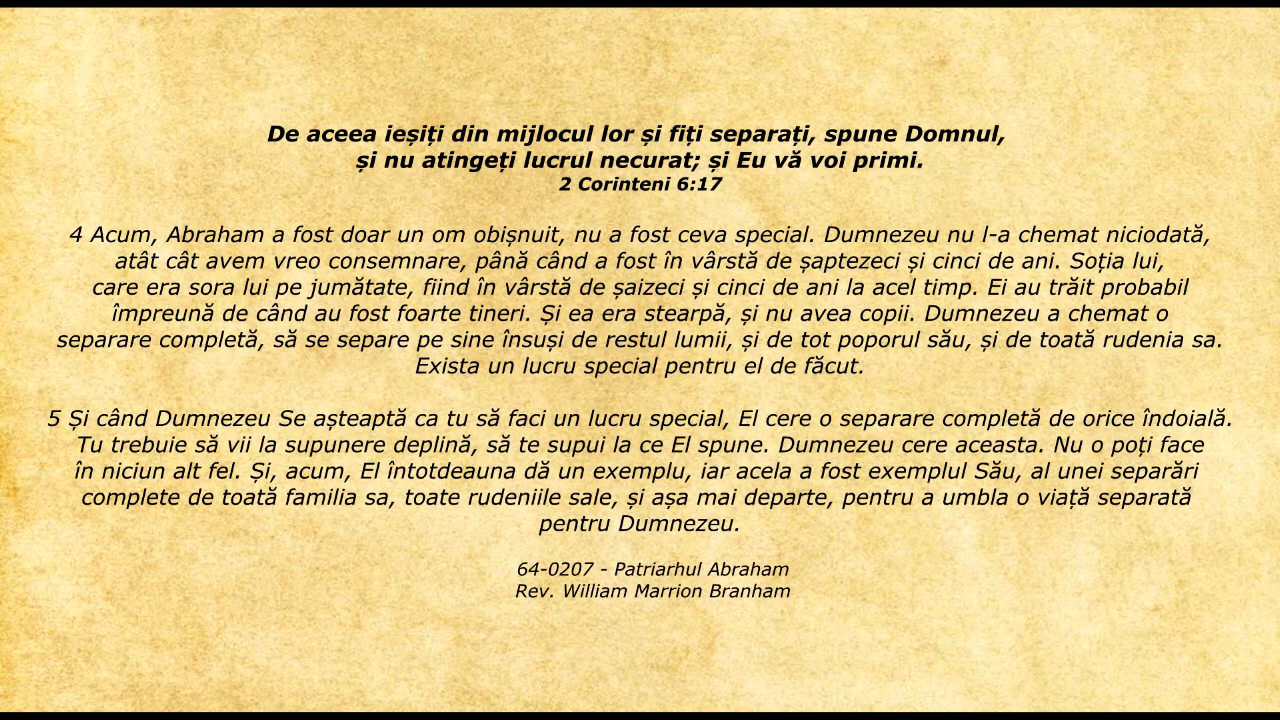 De aceea ieșiți din mijlocul lor și fiți separați, spune Domnul,
și nu atingeți lucrul necurat; și Eu vă voi primi.
2 Corinteni 6:17
4 Acum, Abraham a fost doar un om obișnuit, nu a fost ceva special. Dumnezeu nu l-a chemat niciodată,
atât cât avem vreo consemnare, până când a fost în vârstă de șaptezeci și cinci de ani. Soția lui,
care era sora lui pe jumătate, fiind în vârstă de șaizeci și cinci de ani la acel timp. Ei au trăit probabil
împreună de când au fost foarte tineri. Și ea era stearpă, și nu avea copii. Dumnezeu a chemat o
separare completă, să se separe pe sine însuși de restul lumii, și de tot poporul său, și de toată rudenia sa.
Exista un lucru special pentru el de făcut.
5 Și când Dumnezeu Se așteaptă ca tu să faci un lucru special, El cere o separare completă de orice îndoială.
Tu trebuie să vii la supunere deplină, să te supui la ce El spune. Dumnezeu cere aceasta. Nu o poți face
în niciun alt fel. Și, acum, El întotdeauna dă un exemplu, iar acela a fost exemplul Său, al unei separări
complete de toată familia sa, toate rudeniile sale, și așa mai departe, pentru a umbla o viață separată
pentru Dumnezeu.
64-0207 - Patriarhul Abraham
Rev. William Marrion Branham